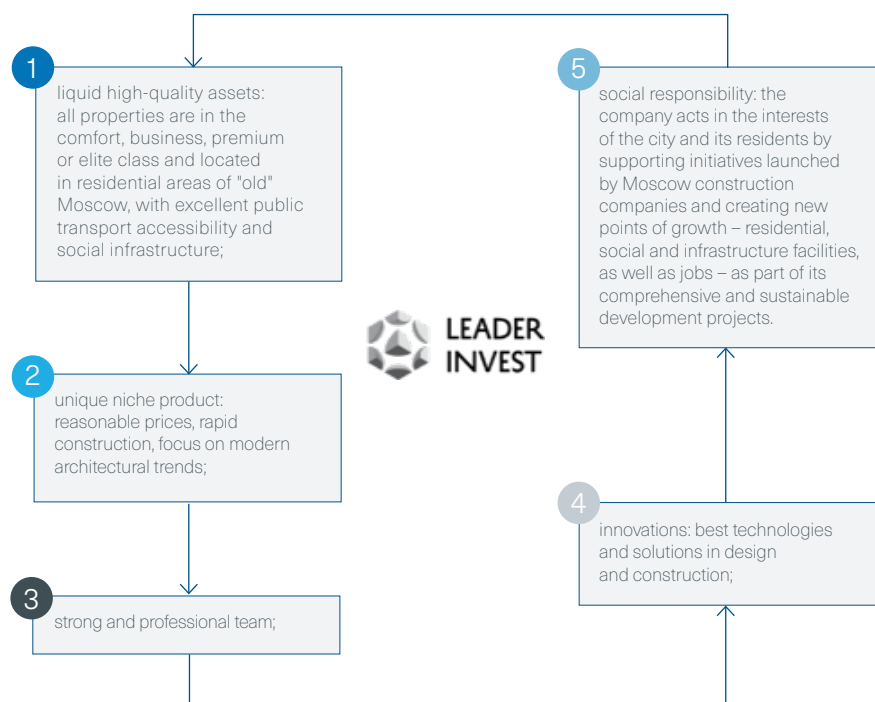 1
liquid high-quality assets:
all properties are in the
comfort, business, premium
or elite class and located
in residential areas of "old"
Moscow, with excellent public
transport accessibility and
social infrastructure;
2
unique niche product:
reasonable prices, rapid
construction, focus on modern
architectural trends;
3
strong and professional team;
LEADER
INVEST
4
innovations: best technologies
and solutions in design
and construction;
5
social responsibility: the
company acts in the interests
of the city and its residents by
supporting initiatives launched
by Moscow construction
companies and creating new
points of growth – residential,
social and infrastructure facilities,
as well as jobs – as part of its
comprehensive and sustainable
development projects.